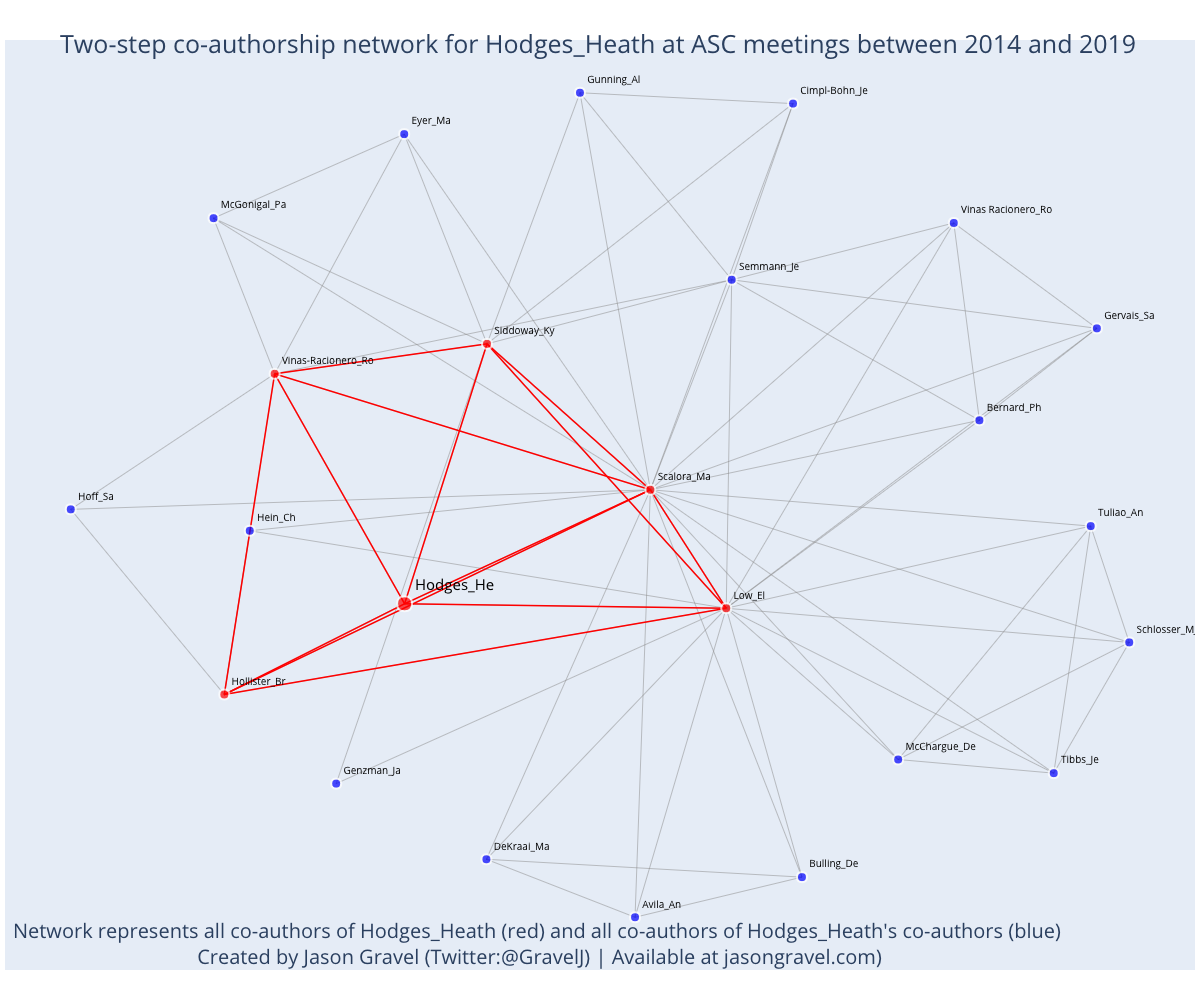 Two-step co-authorship network for Hodges_Heath at ASC meetings between 2014 and 2019
Gunning_Al
Cimpl-Bohn_Je
Eyer_Ma
McGonigal_Pa
Vinas Racionero_Ro
Semmann_Je
Gervais_Sa
Siddoway_Ky
Vinas-Racionero_Ro
Bernard_Ph
Scalora_Ma
Hoff_Sa
Hein_Ch
Tuliao_An
Hodges_He
Low_El
Schlosser_M
Hollister_Br
McChargue_De
Tibbs_Je
Genzman_Ja
DeKraai_Ma
Bulling_De
Avila_An
Network represents all co-authors of Hodges_Heath (red) and all co-authors of Hodges_Heath's co-authors (blue)
Created by Jason Gravel (Twitter:@GravelJ) | Available at jasongravel.com)